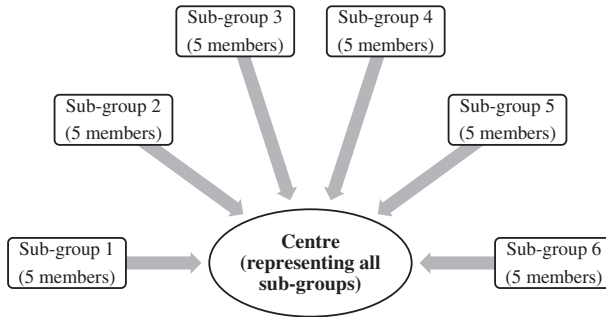 Sub-group 3
(5 members)
Sub-group 4
(5 members)
Sub-group 2
(5 members)
Sub-group 5
(5 members)
Sub-group 1
(5 members)
Centre
(representing all
sub-groups)
Sub-group 6
(5 members)